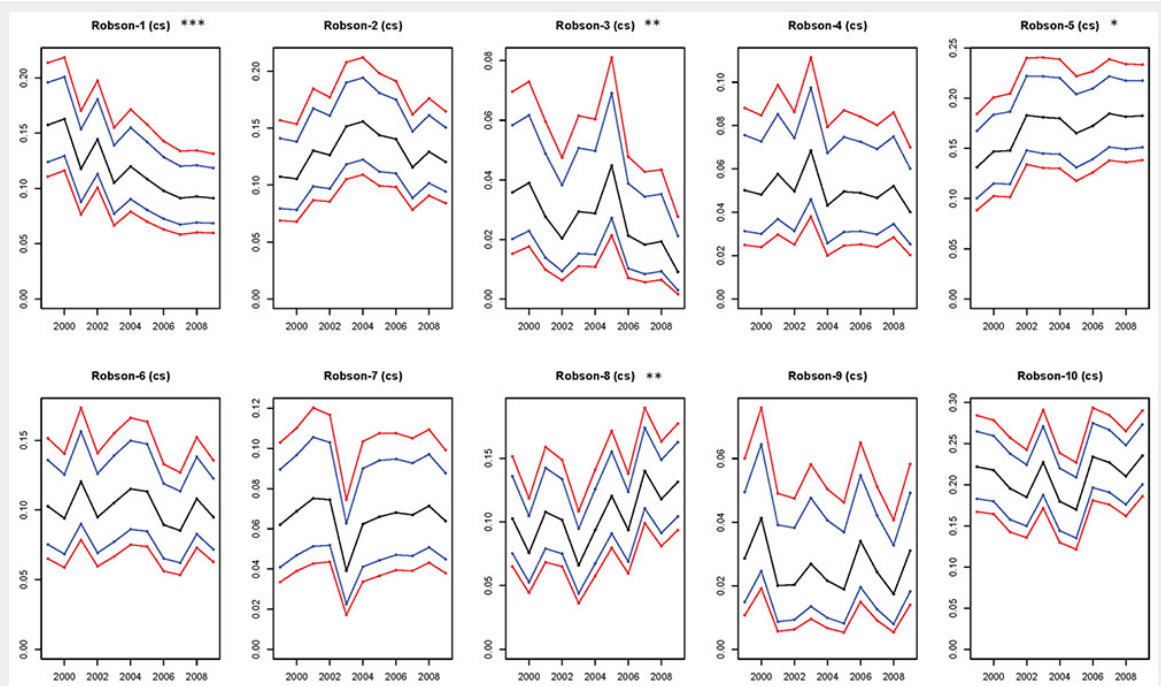 Robson-1 (cs) ***
0.00 0.05 0.10 0.15 0.20
2000 2002 2004 2006 2008
Robson-2 (cs)
0.00 0.05 0.10 0.15 0.20
2000 2002 2004 2006 2008
Robson-3 (cs) **
0.00 0.02 0.04 0.06 0.08
2000 2002 2004 2006 2008
Robson-4 (cs)
0.00 0.02 0.04 0.06 0.08 0.10
2000 2002 2004 2006 2008
Robson-5 (cs) *
0.00 0.05 0.10 0.15 0.20 0.25
2000 2002 2004 2006 2008
Robson-6 (cs)
0.00 0.05 0.10 0.15
2000 2002 2004 2006 2008
Robson-7 (cs)
0.00 0.02 0.04 0.06 0.08 0.10 0.12
2000 2002 2004 2006 2008
Robson-8 (cs) **
0.00 0.05 0.10 0.15
2000 2002 2004 2006 2008
Robson-9 (cs)
0.00 0.02 0.04 0.06
2000 2002 2004 2006 2008
Robson-10 (cs)
0.00 0.05 0.10 0.15 0.20 0.25 0.30
2000 2002 2004 2006 2008